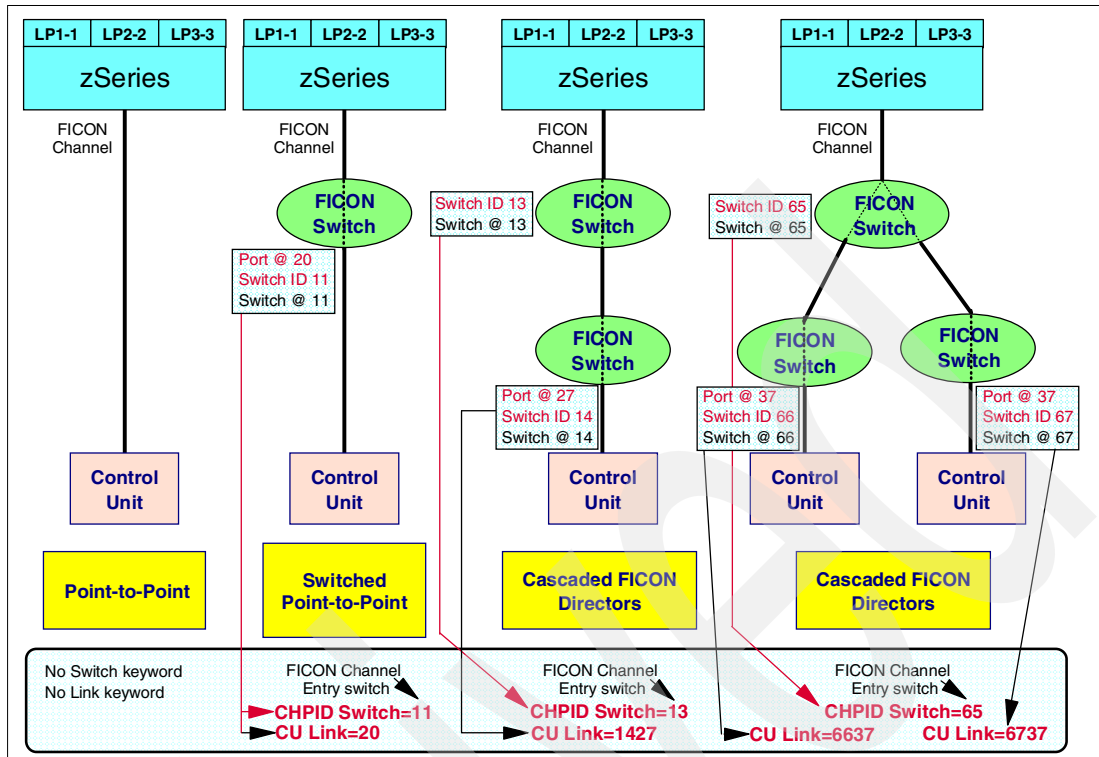 LP1-1 LP2-2 LP3-3
zSeries
FICON
Channel
Control
Unit
Point-to-Point
No Switch keyword
No Link keyword
LP1-1 LP2-2 LP3-3
zSeries
FICON
Channel
FICON
Switch
Port @ 20
Switch ID 11
Switch @ 11
Control
Unit
Switched
Point-to-Point
FICON Channel
Entry switch
CHPID Switch=11
CU Link=20
LP1-1 LP2-2 LP3-3
zSeries
FICON
Channel
Switch ID 13
Switch @ 13
FICON
Switch
FICON
Switch
Port @ 27
Switch ID 14
Switch @ 14
Control
Unit
Cascaded FICON
Directors
FICON Channel
Entry switch
CHPID Switch=13
CU Link=1427
LP1-1 LP2-2 LP3-3
zSeries
FICON
Channel
Switch ID 65
Switch @ 65
FICON
Switch
FICON
Switch
FICON
Switch
Port @ 37
Switch ID 66
Switch @ 66
Port @ 37
Switch ID 67
Switch @ 67
Control
Unit
Control
Unit
Cascaded FICON
Directors
FICON Channel
Entry switch
CHPID Switch=65
CU Link=6637
CU Link=6737